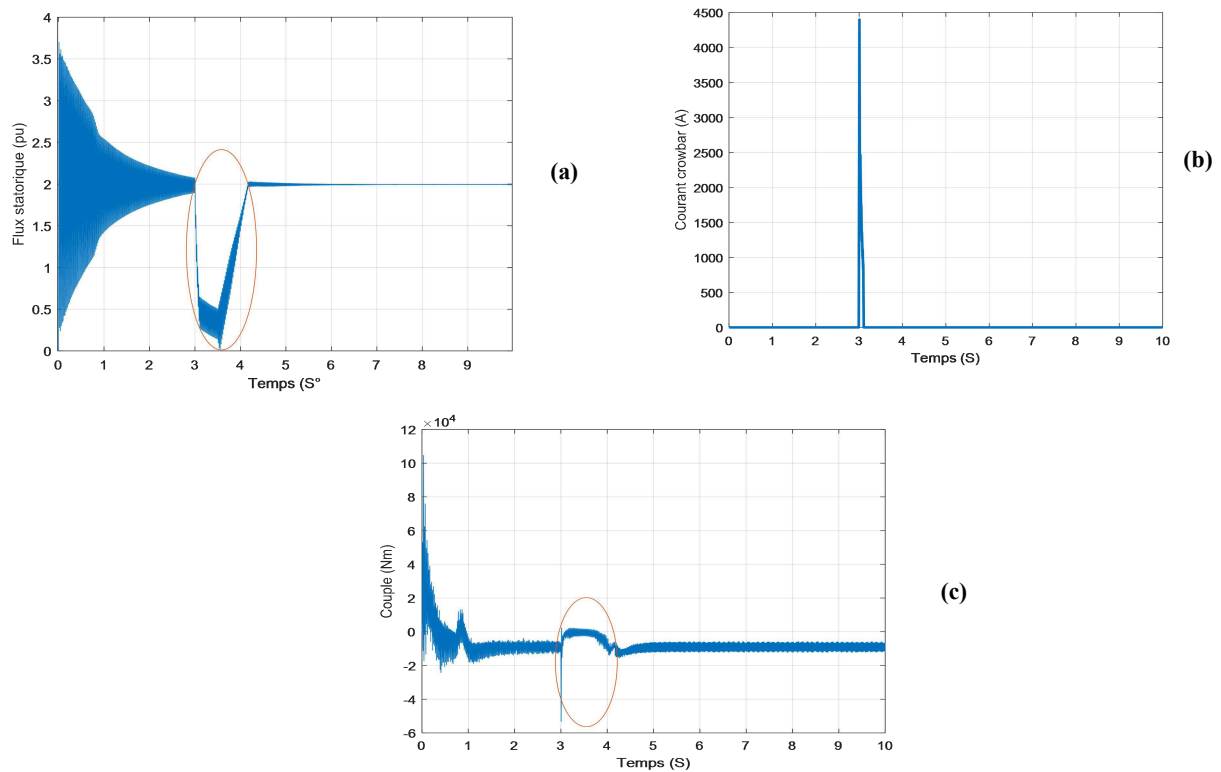 4
3.5
3
2.5
2
1.5
1
0.5
0
Flux statorique (pu)
0 1 2 3 4 5 6 7 8 9
Temps (S°
(a)
4500
4000
3500
3000
2500
2000
1500
1000
500
0
Courant crowbar (A)
0 1 2 3 4 5 6 7 8 9 10
Temps (S)
(b)
×10⁴
12
10
8
6
4
2
0
-2
-4
-6
Couple (Nm)
0 1 2 3 4 5 6 7 8 9 10
Temps (S)
(c)